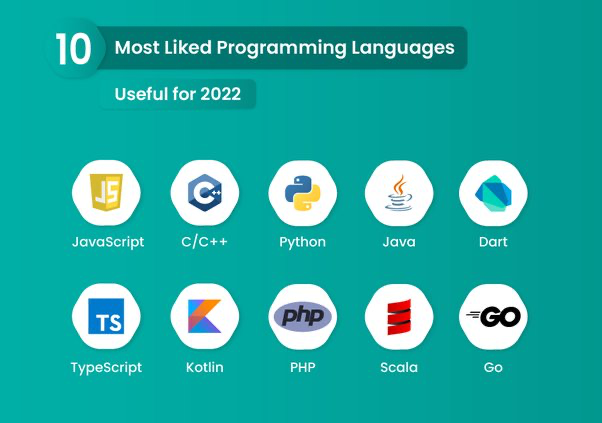 10 Most Liked Programming Languages
Useful for 2022
JS C++
JavaScript C/C++ Python Java Dart
TS php GO
TypeScript Kotlin PHP Scala Go